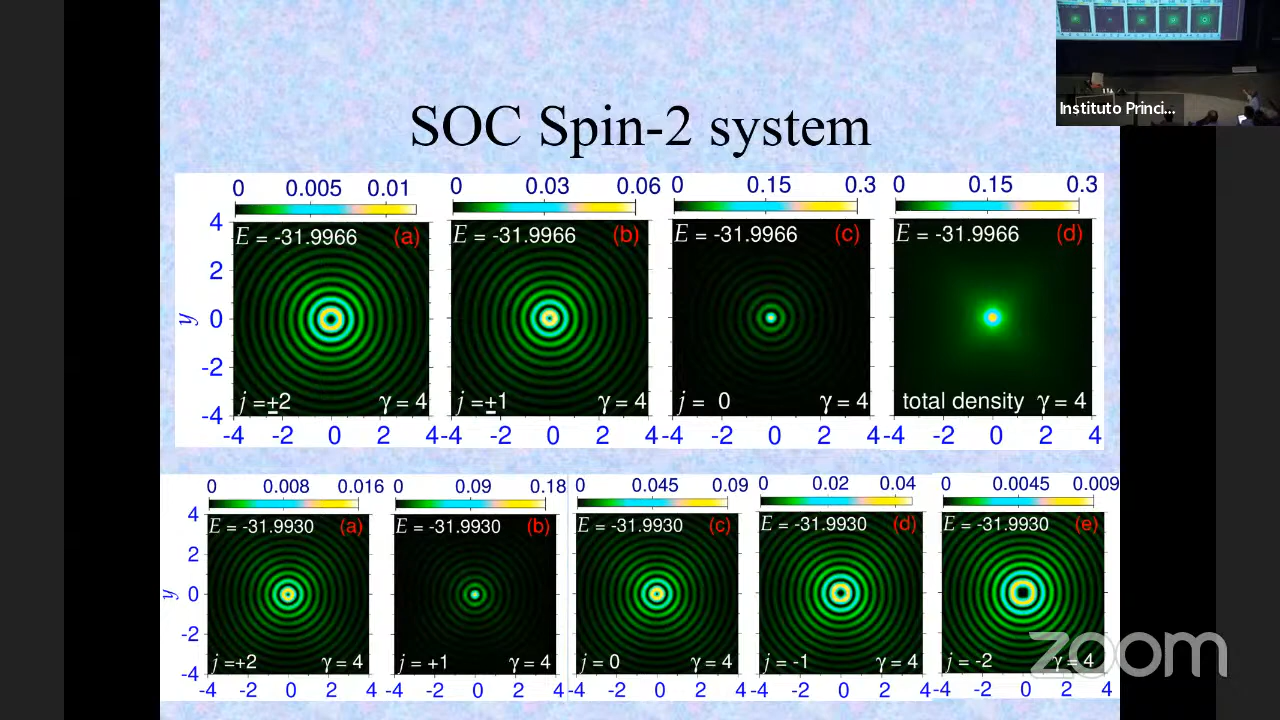 Instituto Princi...
SOC Spin-2 system
0 0.005 0.01 0 0.03 0.06 0 0.15 0.3 0 0.15 0.3
E = -31.9966 (a) E = -31.9966 (b) E = -31.9966 (c) E = -31.9966 (d)
4
2
y 0
-2
-4
j =±2 γ = 4 j =±1 γ = 4 j = 0 γ = 4 total density γ = 4
-4 -2 0 2 4 -4 -2 0 2 4 -4 -2 0 2 4 -4 -2 0 2 4
0 0.008 0.016 0 0.09 0.18 0 0.045 0.09 0 0.02 0.04 0 0.0045 0.009
E = -31.9930 (a) E = -31.9930 (b) E = -31.9930 (c) E = -31.9930 (d) E = -31.9930 (e)
4
2
y 0
-2
-4
j =+2 γ = 4 j = +1 γ = 4 j = 0 γ = 4 j = -1 γ = 4 j = -2 γ = 4
-4 -2 0 2 4 -4 -2 0 2 4 -4 -2 0 2 4 -4 -2 0 2 4 -4 -2 0 2 4
zoom